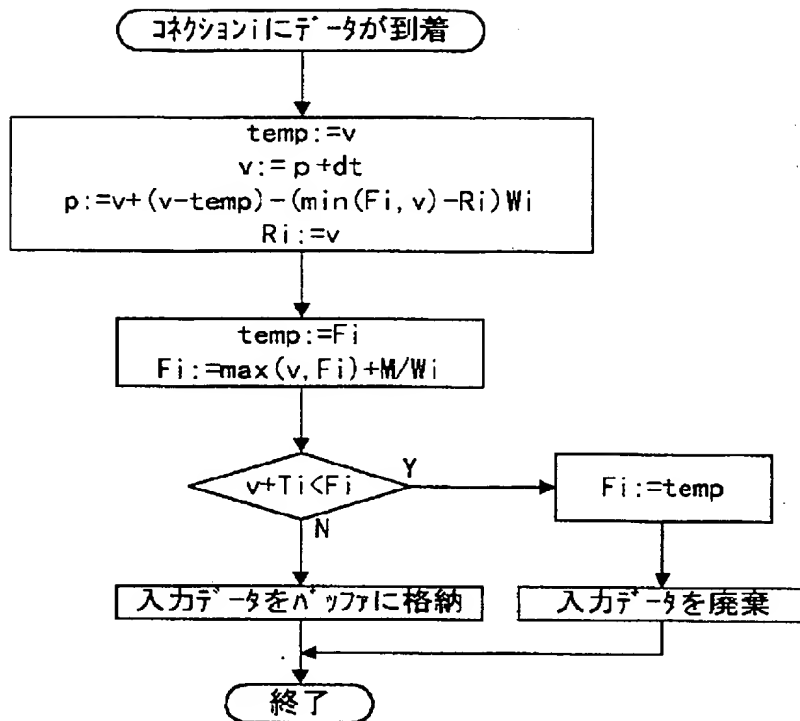 コネクションiにデータが到着
temp:=v
v:=p+dt
p:=v+(v-temp)-(min(Fi,v)-Ri)Wi
Ri:=v
temp:=Fi
Fi:=max(v,Fi)+M/Wi
v+Ti<Fi
Y
Fi:=temp
N
入力データをバッファに格納
入力データを廃棄
終了